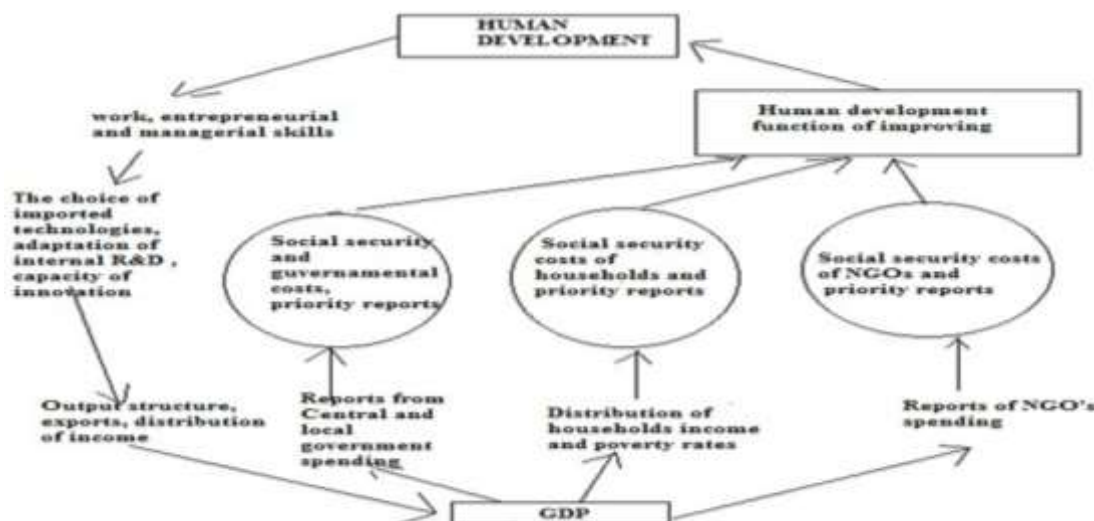 HUMAN
DEVELOPMENT
work, entrepreneurial
and managerial skills
Human development
function of improving
The choice of
imported
technologies,
adaptation of
internal R&D ,
capacity of
innovation
Social security
and
guvernamental
costs,
priority reports
Social security
costs of
households and
priority reports
Social security costs
of NGOs and
priority reports
Output structure,
exports, distribution
of income
Reports from
Central and
local
government
spending
Distribution of
households income
and poverty rates
Reports of NGO's
spending
GDP